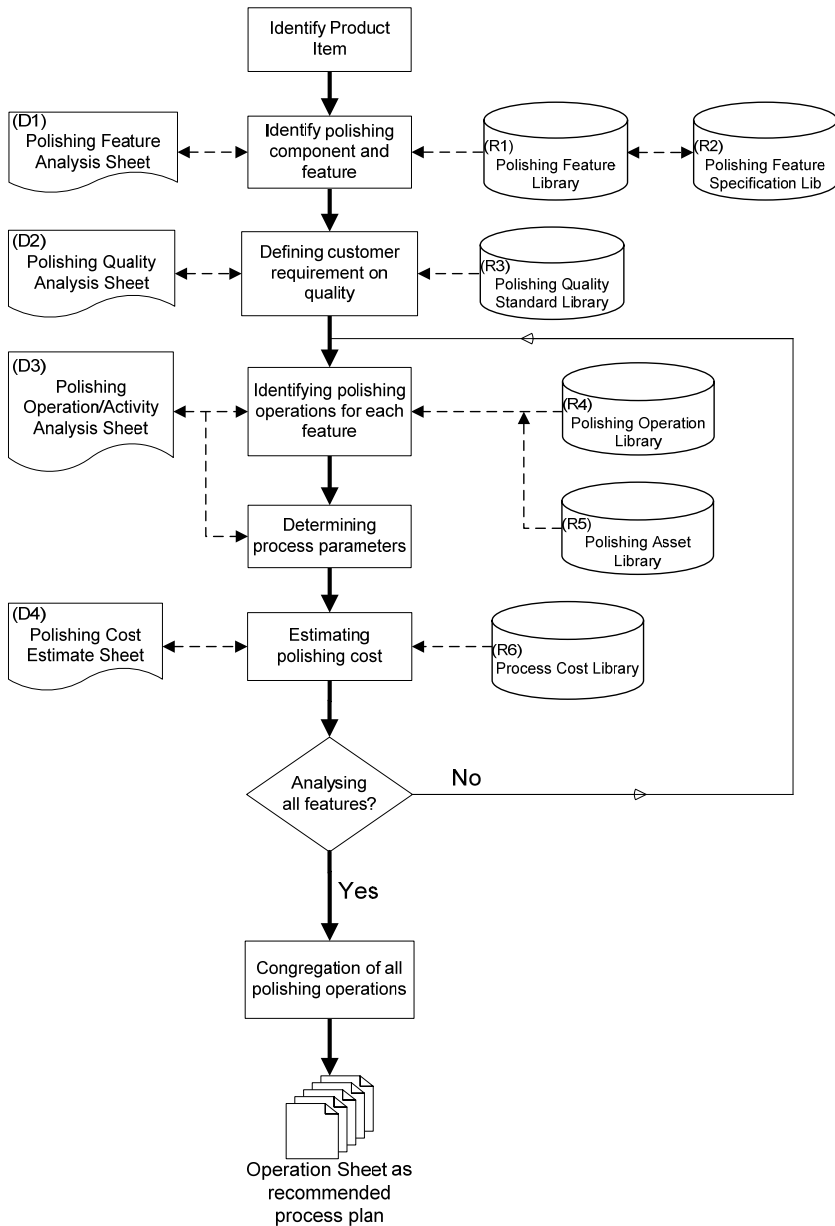 Identify Product
Item
(D1)
Polishing Feature
Analysis Sheet
Identify polishing
component and
feature
(R1)
Polishing Feature
Library
(R2)
Polishing Feature
Specification Lib
(D2)
Polishing Quality
Analysis Sheet
Defining customer
requirement on
quality
(R3)
Polishing Quality
Standard Library
(D3)
Polishing
Operation/Activity
Analysis Sheet
Identifying polishing
operations for each
feature
(R4)
Polishing Operation
Library
Determining
process parameters
(R5)
Polishing Asset
Library
(D4)
Polishing Cost
Estimate Sheet
Estimating
polishing cost
(R6)
Process Cost Library
Analysing
all features?
No
Yes
Congregation of all
polishing operations
Operation Sheet as
recommended
process plan